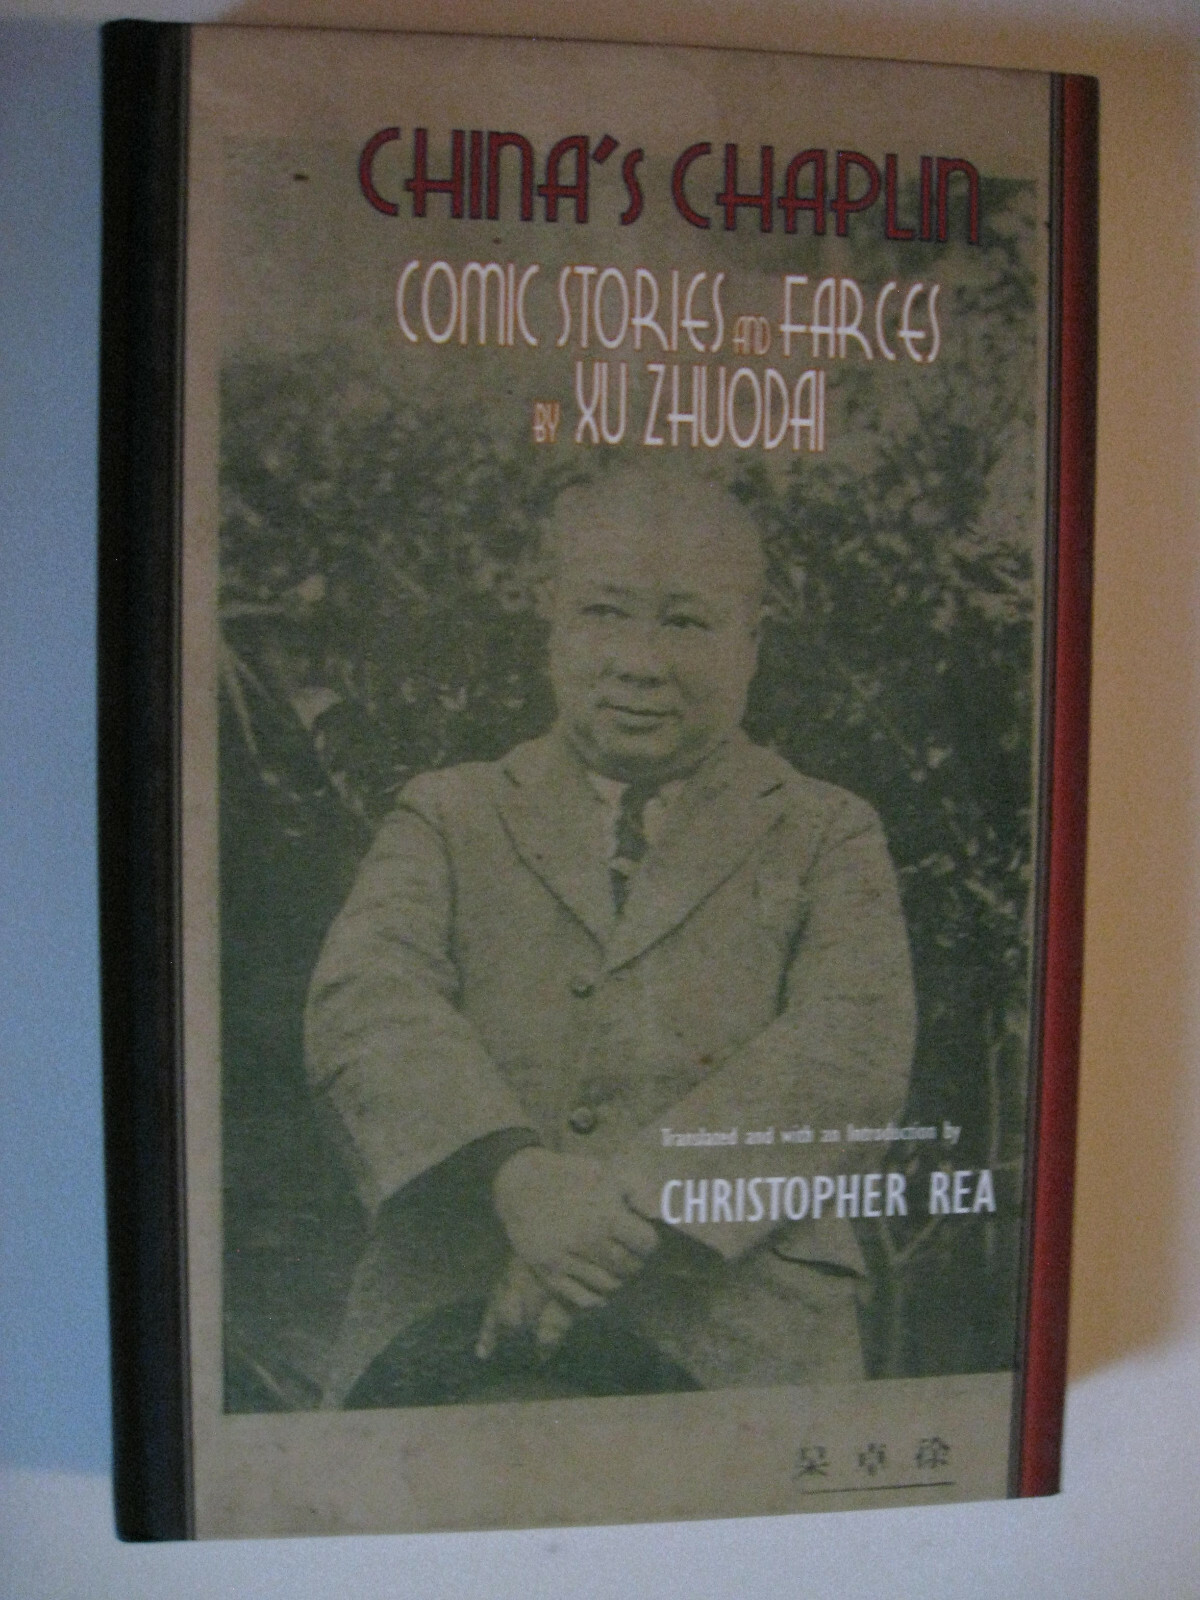 CHINA'S CHAPLIN
COMIC STORIES AND FARCES
BY XU ZHUODAI
Translated and with an Introduction by
CHRISTOPHER REA
呆 卓 徐